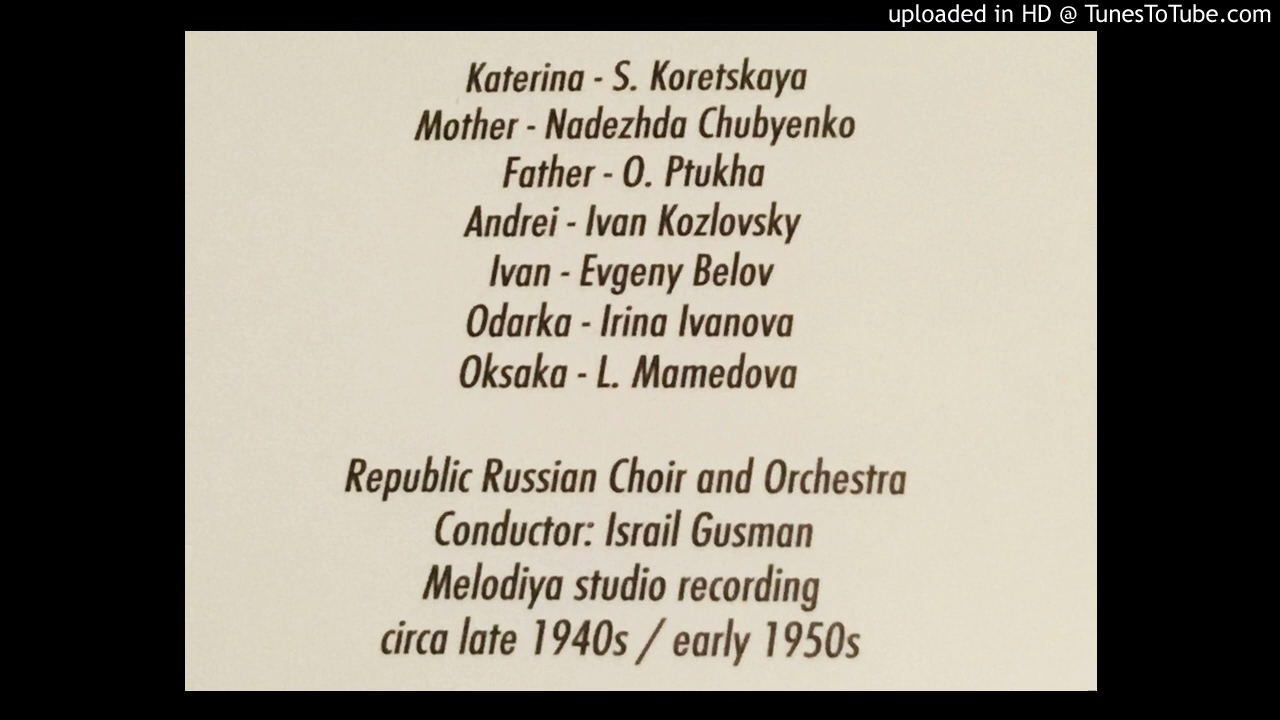 uploaded in HD @ TunesToTube.com
Katerina - S. Koretskaya
Mother - Nadezhda Chubyenko
Father - O. Ptukha
Andrei - Ivan Kozlovsky
Ivan - Evgeny Belov
Odarka - Irina Ivanova
Oksaka - L. Mamedova
Republic Russian Choir and Orchestra
Conductor: Israil Gusman
Melodiya studio recording
circa late 1940s / early 1950s